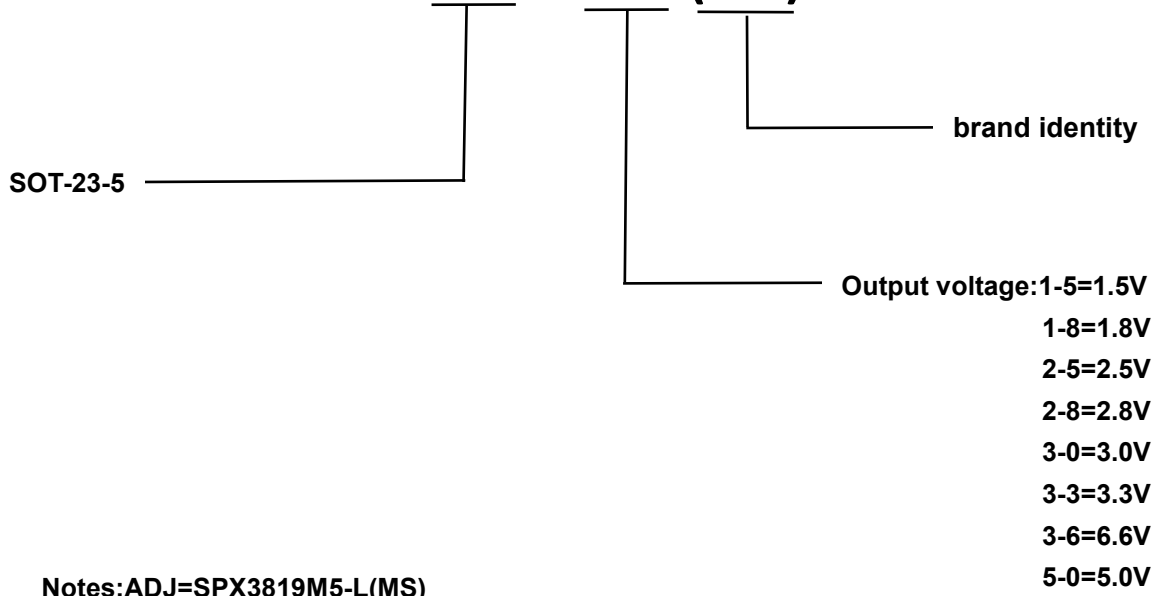 brand identity
SOT-23-5
Output voltage:1-5=1.5V
1-8=1.8V
2-5=2.5V
2-8=2.8V
3-0=3.0V
3-3=3.3V
3-6=6.6V
5-0=5.0V
Notes:ADJ=SPX3819M5-L(MS)